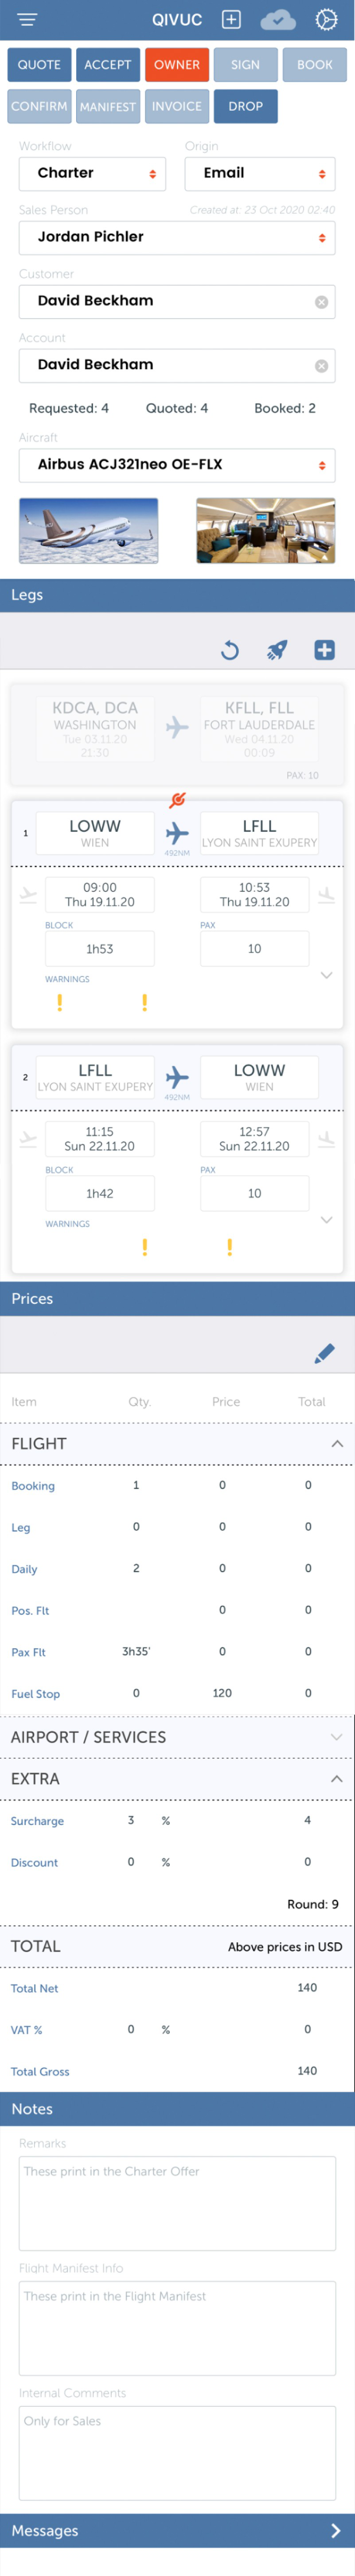 QIVUC
QUOTE ACCEPT OWNER SIGN BOOK
CONFIRM MANIFEST INVOICE DROP
Workflow Origin
Charter Email
Sales Person Created at: 23 Oct 2020 02:40
Jordan Pichler
Customer
David Beckham
Account
David Beckham
Requested: 4 Quoted: 4 Booked: 2
Aircraft
Airbus ACJ321neo OE-FLX
Legs
KDCA, DCA KFLL, FLL
WASHINGTON FORT LAUDERDALE
Tue 03.11.20 Wed 04.11.20
21:30 00:09
PAX: 10
1 LOWW LFLL
WIEN LYON SAINT EXUPERY
492NM
09:00 10:53
Thu 19.11.20 Thu 19.11.20
BLOCK PAX
1h53 10
WARNINGS
! !
2 LFLL LOWW
LYON SAINT EXUPERY WIEN
492NM
11:15 12:57
Sun 22.11.20 Sun 22.11.20
BLOCK PAX
1h42 10
WARNINGS
! !
Prices
Item Qty. Price Total
FLIGHT
Booking 1 0 0
Leg 0 0 0
Daily 2 0 0
Pos. Flt 0 0
Pax Flt 3h35' 0 0
Fuel Stop 0 120 0
AIRPORT / SERVICES
EXTRA
Surcharge 3 % 4
Discount 0 % 0
Round: 9
TOTAL Above prices in USD
Total Net 140
VAT % 0 % 0
Total Gross 140
Notes
Remarks
These print in the Charter Offer
Flight Manifest Info
These print in the Flight Manifest
Internal Comments
Only for Sales
Messages